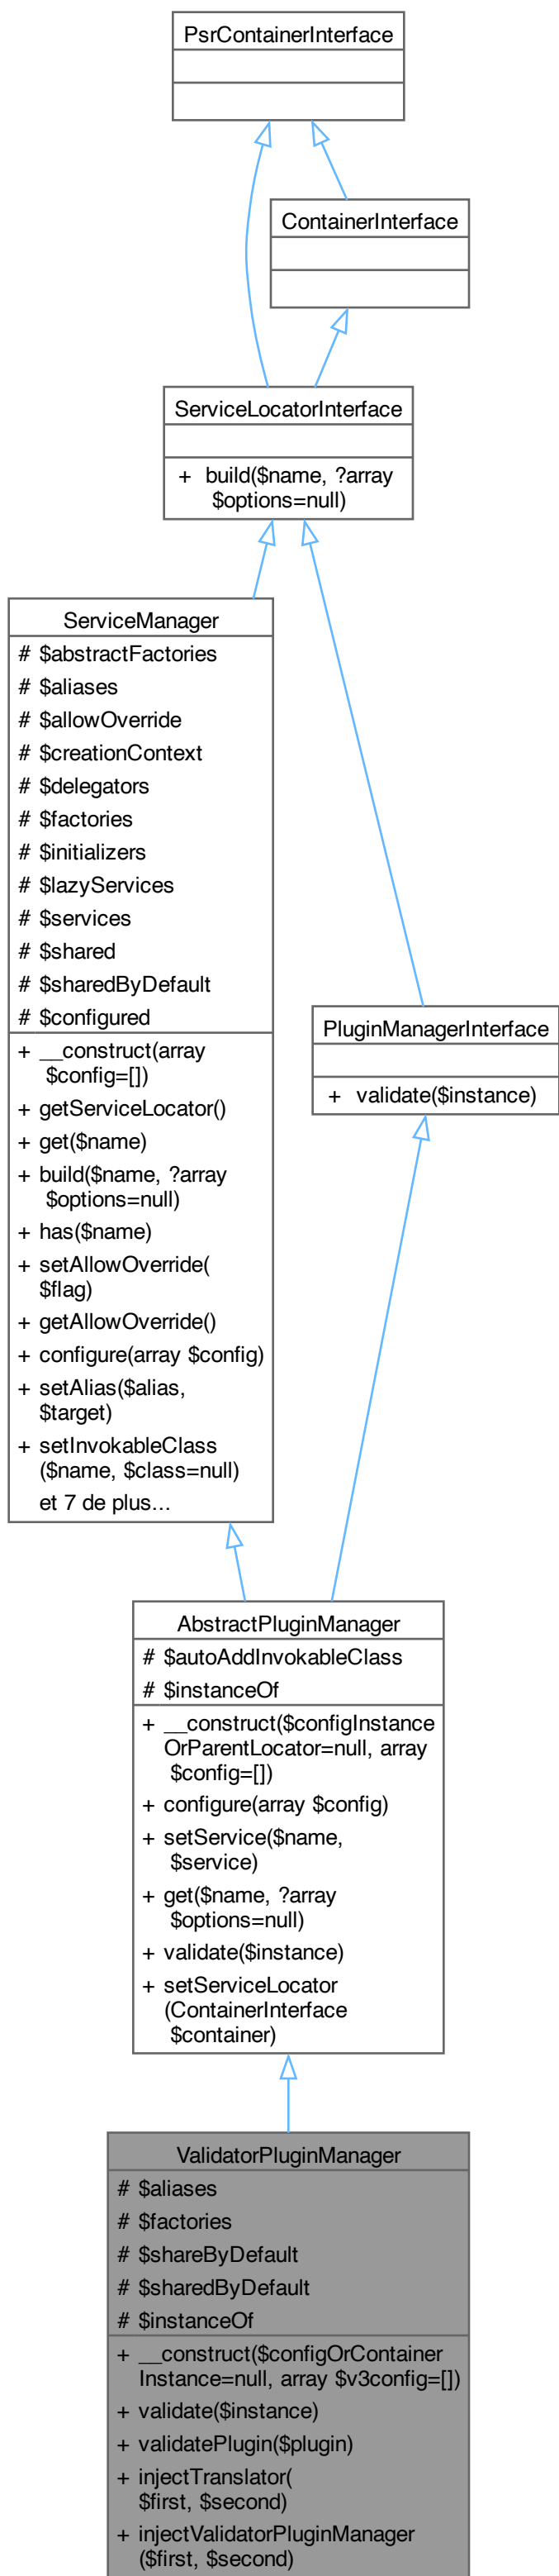 PsrContainerInterface
ContainerInterface
ServiceLocatorInterface
+ build($name, ?array
$options=null)
ServiceManager
# $abstractFactories
# $aliases
# $allowOverride
# $creationContext
# $delegators
# $factories
# $initializers
# $lazyServices
# $services
# $shared
# $sharedByDefault
# $configured
+ __construct(array
$config=[])
+ getServiceLocator()
+ get($name)
+ build($name, ?array
$options=null)
+ has($name)
+ setAllowOverride(
$flag)
+ getAllowOverride()
+ configure(array $config)
+ setAlias($alias,
$target)
+ setInvokableClass
($name, $class=null)
et 7 de plus...
PluginManagerInterface
+ validate($instance)
AbstractPluginManager
# $autoAddInvokableClass
# $instanceOf
+ __construct($configInstance
OrParentLocator=null, array
$config=[])
+ configure(array $config)
+ setService($name,
$service)
+ get($name, ?array
$options=null)
+ validate($instance)
+ setServiceLocator
(ContainerInterface
$container)
ValidatorPluginManager
# $aliases
# $factories
# $shareByDefault
# $sharedByDefault
# $instanceOf
+ __construct($configOrContainer
Instance=null, array $v3config=[])
+ validate($instance)
+ validatePlugin($plugin)
+ injectTranslator(
$first, $second)
+ injectValidatorPluginManager
($first, $second)